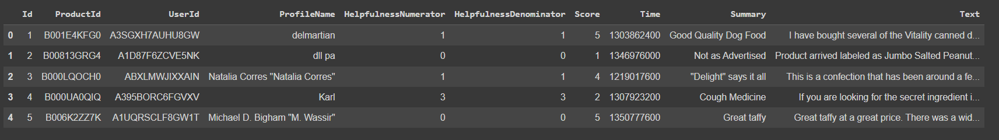 Id ProductId UserId ProfileName HelpfulnessNumerator HelpfulnessDenominator Score Time Summary Text
0 1 B001E4KFG0 A3SGXH7AUHU8GW delmartian 1 1 5 1303862400 Good Quality Dog Food I have bought several of the Vitality canned d...
1 2 B00813GRG4 A1D87F6ZCVE5NK dll pa 0 0 1 1346976000 Not as Advertised Product arrived labeled as Jumbo Salted Peanut...
2 3 B000LQOCH0 ABXLMWJIXXAIN Natalia Corres "Natalia Corres" 1 1 4 1219017600 "Delight" says it all This is a confection that has been around a fe...
3 4 B000UA0QIQ A395BORC6FGVXV Karl 3 3 2 1307923200 Cough Medicine If you are looking for the secret ingredient i...
4 5 B006K2ZZ7K A1UQRSCLF8GW1T Michael D. Bigham "M. Wassir" 0 0 5 1350777600 Great taffy Great taffy at a great price. There was a wid...